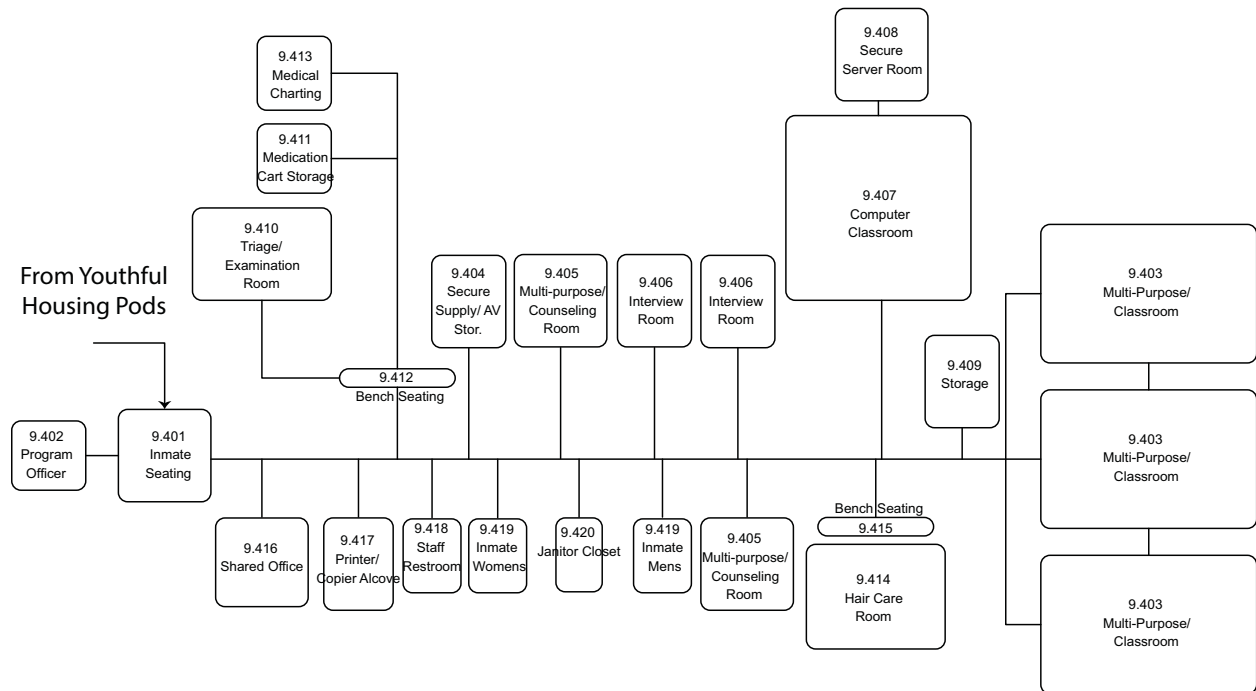 9.413
Medical
Charting
9.408
Secure
Server Room
9.411
Medication
Cart Storage
9.407
Computer
Classroom
9.410
Triage/
Examination
Room
From Youthful
Housing Pods
9.404
Secure
Supply/ AV
Stor.
9.405
Multi-purpose/
Counseling
Room
9.406
Interview
Room
9.406
Interview
Room
9.403
Multi-Purpose/
Classroom
9.409
Storage
9.412
Bench Seating
9.402
Program
Officer
9.401
Inmate
Seating
9.403
Multi-Purpose/
Classroom
9.416
Shared Office
9.417
Printer/
Copier Alcove
9.418
Staff
Restroom
9.419
Inmate
Womens
9.420
Janitor Closet
9.419
Inmate
Mens
9.405
Multi-purpose/
Counseling
Room
Bench Seating
9.415
9.414
Hair Care
Room
9.403
Multi-Purpose/
Classroom